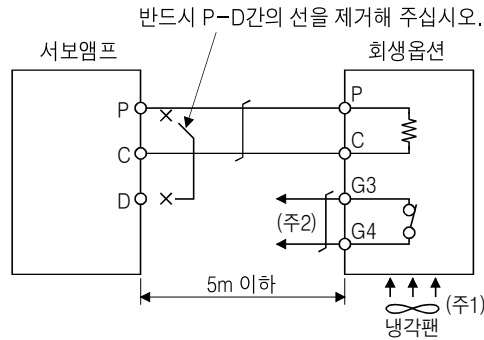 반드시 P-D간의 선을 제거해 주십시오.
서보앰프
회생옵션
P
P
C
C
D
G3
(주2)
G4
5m 이하
(주1)
냉각팬